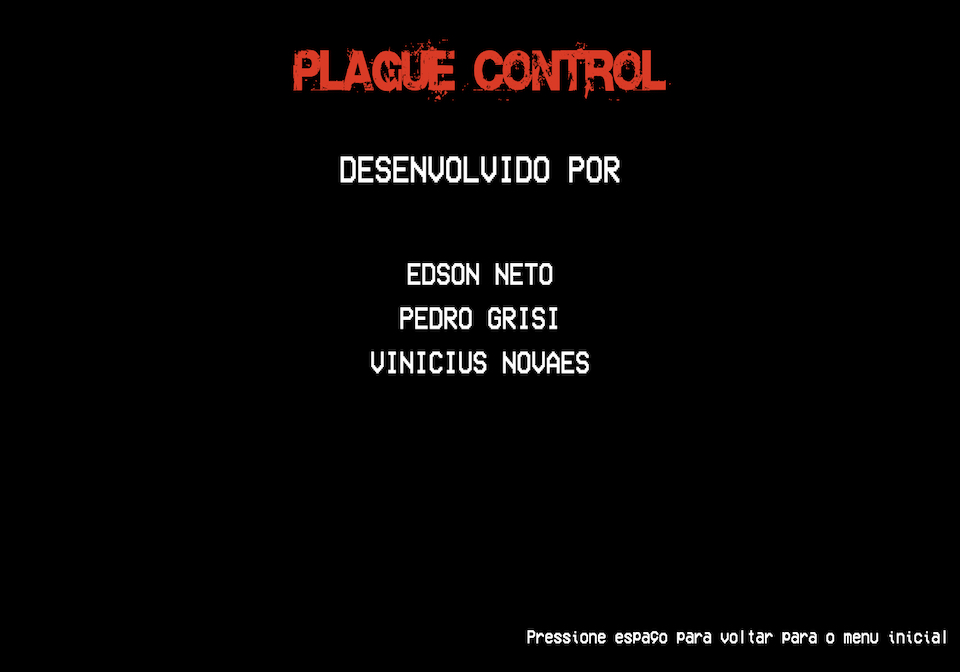 PLAGUE CONTROL
DESENVOLVIDO POR
EDSON NETO
PEDRO GRISI
VINICIUS NOVAES
Pressione espaço para voltar para o menu inicial